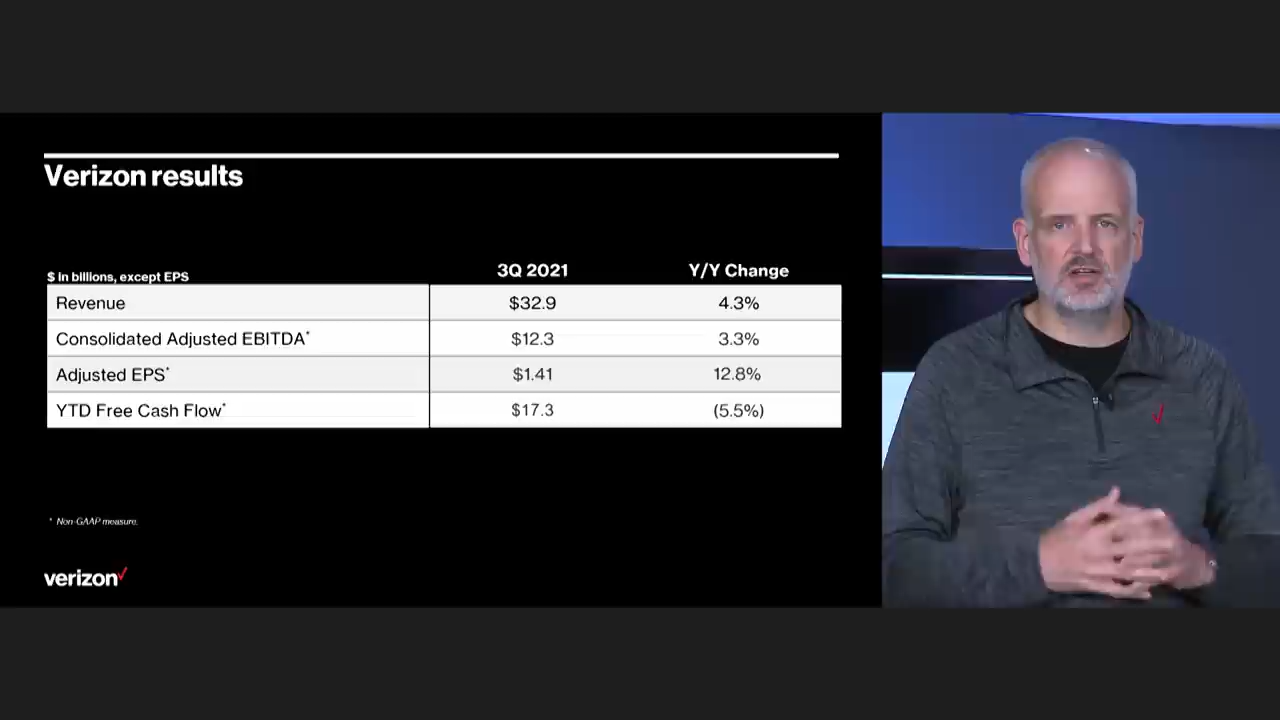 Verizon results
$ in billions, except EPS 3Q 2021 Y/Y Change
Revenue $32.9 4.3%
Consolidated Adjusted EBITDA* $12.3 3.3%
Adjusted EPS* $1.41 12.8%
YTD Free Cash Flow* $17.3 (5.5%)
* Non-GAAP measure.
verizon